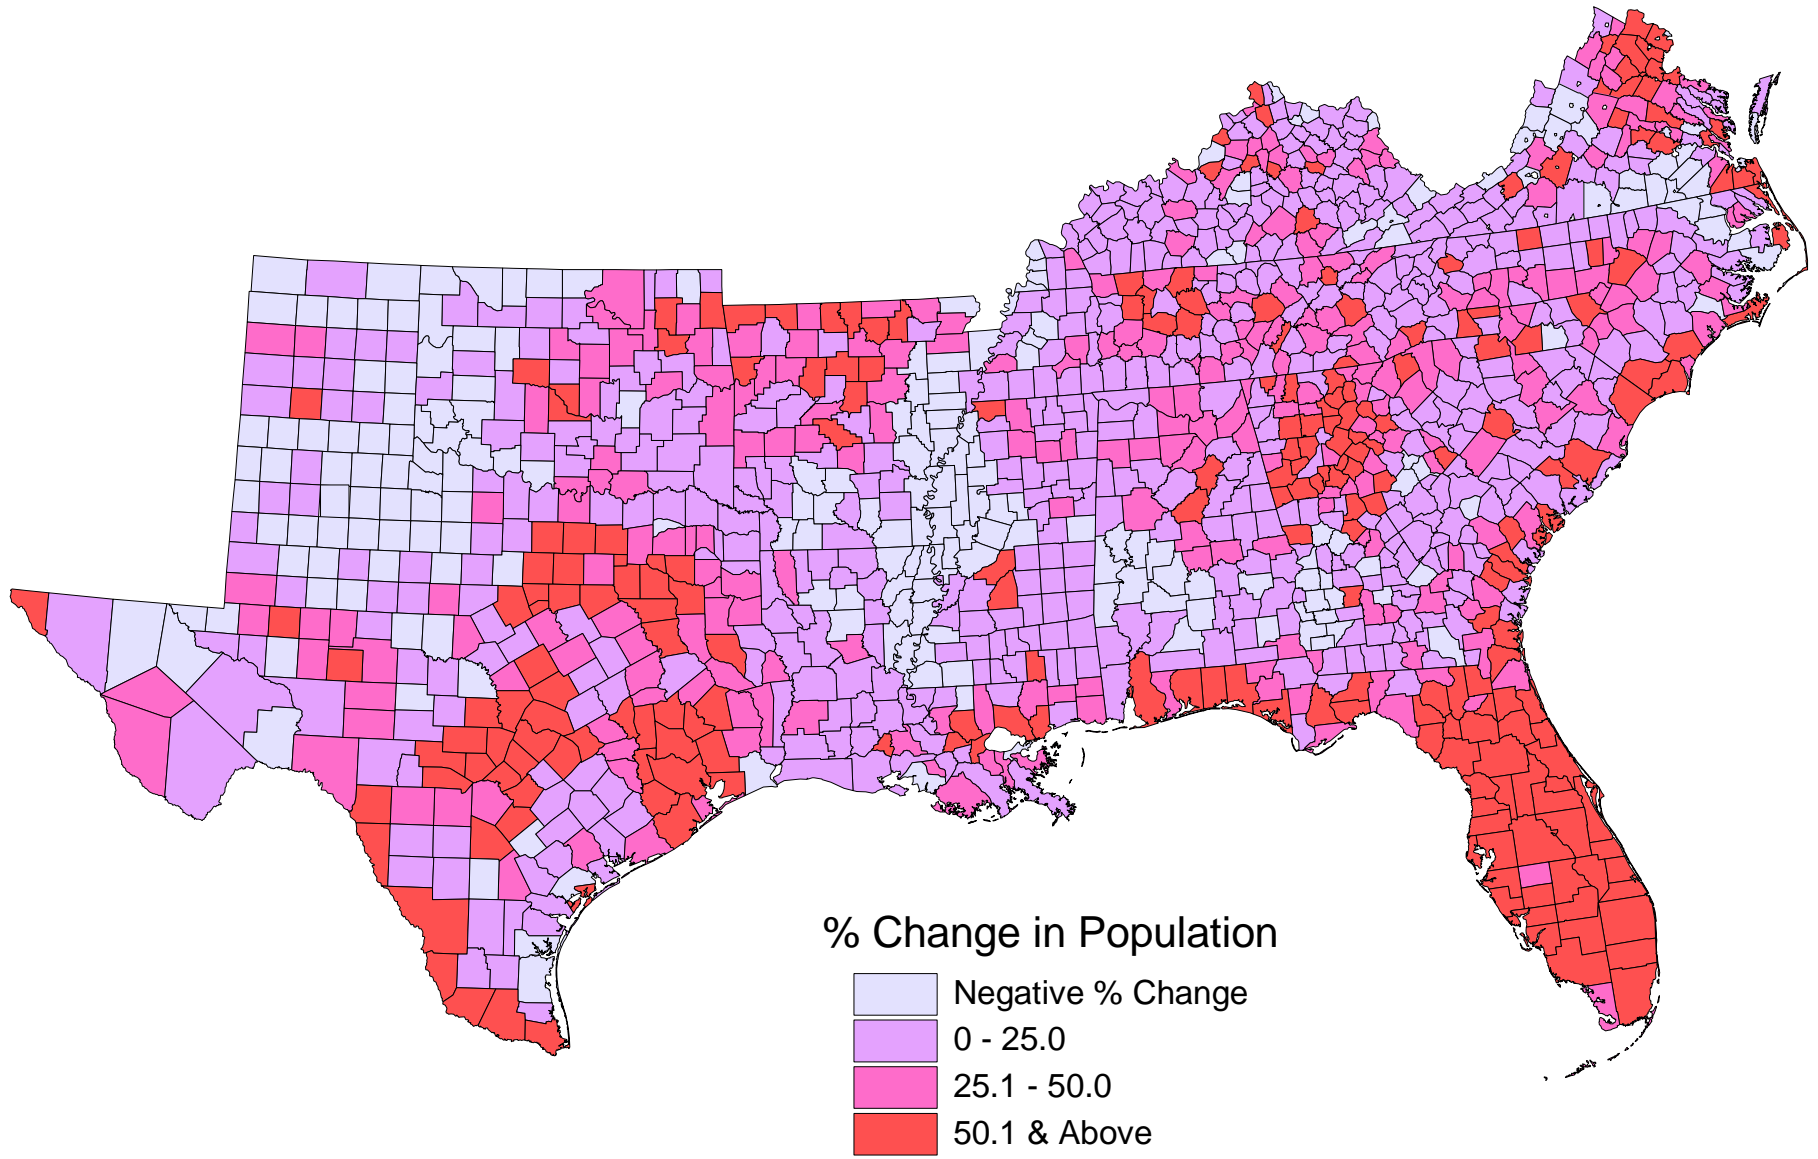 % Change in Population
Negative % Change
0 - 25.0
25.1 - 50.0
50.1 & Above